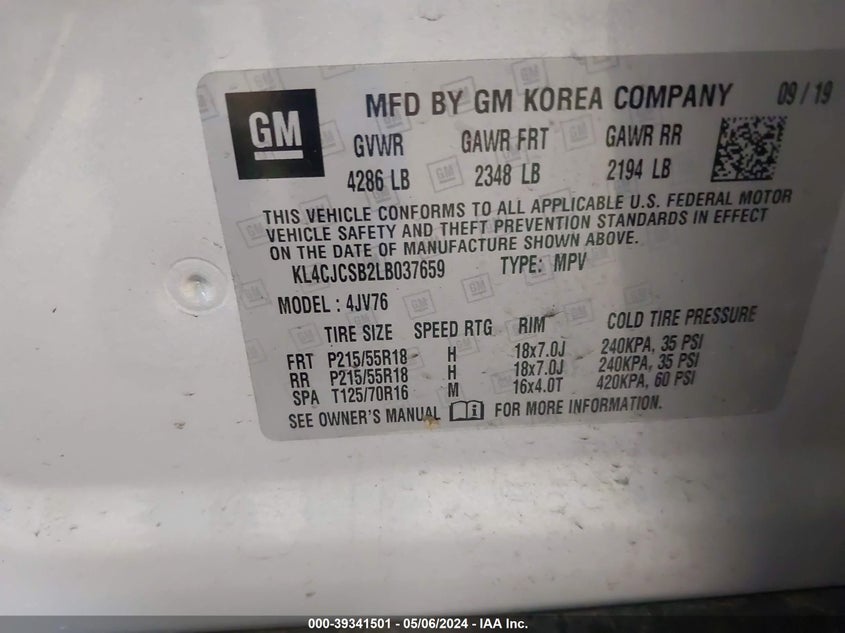 GM
MFD BY GM KOREA COMPANY 09/19
GVWR GAWR FRT GAWR RR
4286 LB 2348 LB 2194 LB
THIS VEHICLE CONFORMS TO ALL APPLICABLE U.S. FEDERAL MOTOR
VEHICLE SAFETY AND THEFT PREVENTION STANDARDS IN EFFECT
ON THE DATE OF MANUFACTURE SHOWN ABOVE.
KL4CJCSB2LB037659 TYPE: MPV
MODEL: 4JV76
TIRE SIZE SPEED RTG RIM COLD TIRE PRESSURE
FRT P215/55R18 H 18x7.0J 240KPA, 35 PSI
RR P215/55R18 H 18x7.0J 240KPA, 35 PSI
SPA T125/70R16 M 16x4.0T 420KPA, 60 PSI
SEE OWNER'S MANUAL FOR MORE INFORMATION.
000-39341501 - 05/06/2024 - IAA Inc.